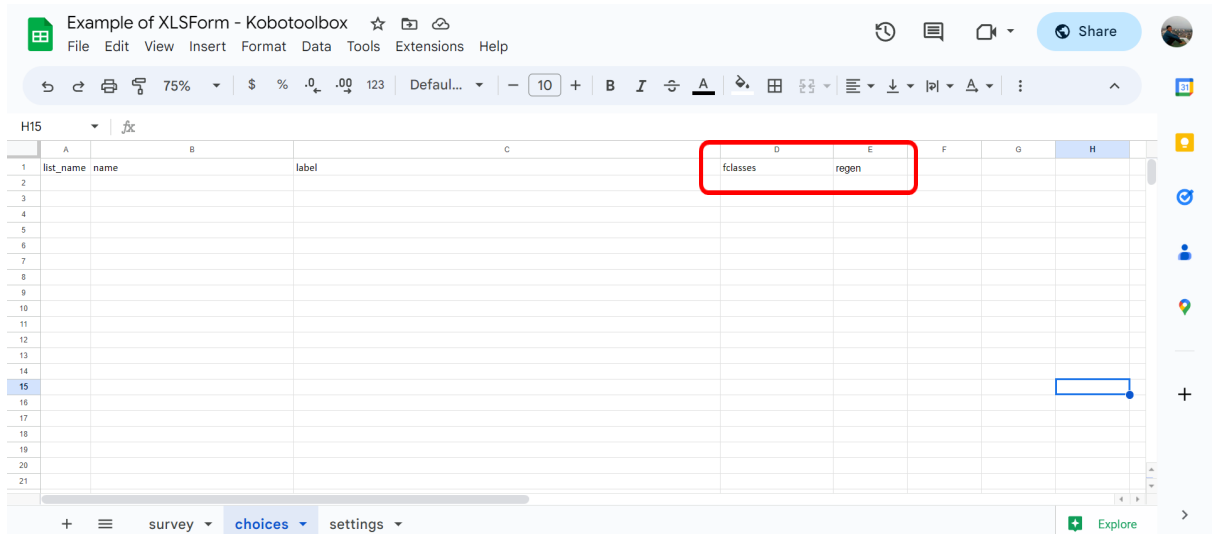 Example of XLSForm - Kobotoolbox
File Edit View Insert Format Data Tools Extensions Help
Share
75% $ % .0 .00 123 Defaul... − 10 + B I A A
31
H15 fx
A B C D E F G H
1 list_name name label fclasses regen
2
3
4
5
6
7
8
9
10
11
12
13
14
15
16
17
18
19
20
21
+ survey choices settings Explore